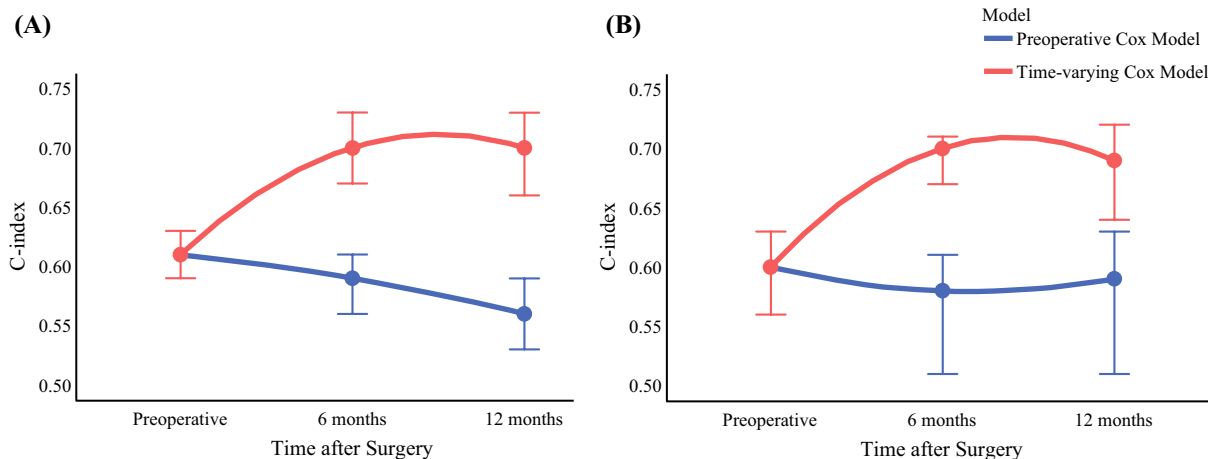 (A)
0.75
0.70
0.65
0.60
0.55
0.50
C-index
Preoperative
6 months
12 months
Time after Surgery
(B)
Model
Preoperative Cox Model
Time-varying Cox Model
0.75
0.70
0.65
0.60
0.55
0.50
C-index
Preoperative
6 months
12 months
Time after Surgery